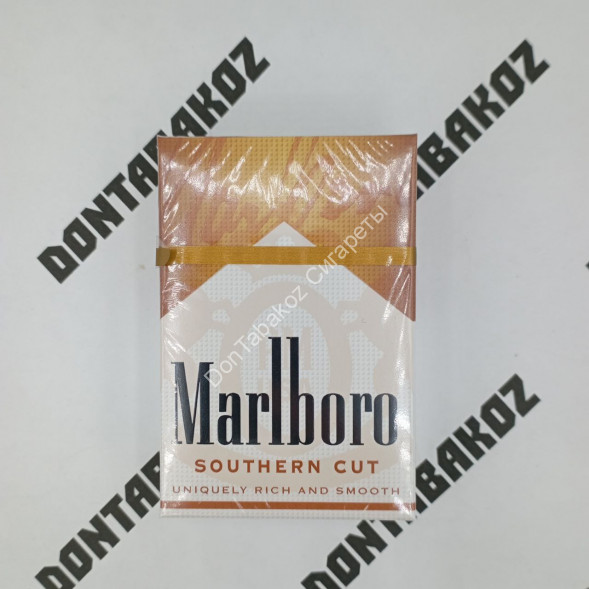 DONTABAKOZ
DONTABAKOZ
DonTabakoz Сигареты
Marlboro
SOUTHERN CUT
UNIQUELY RICH AND SMOOTH
DONTABAKOZ
DONTABAKOZ